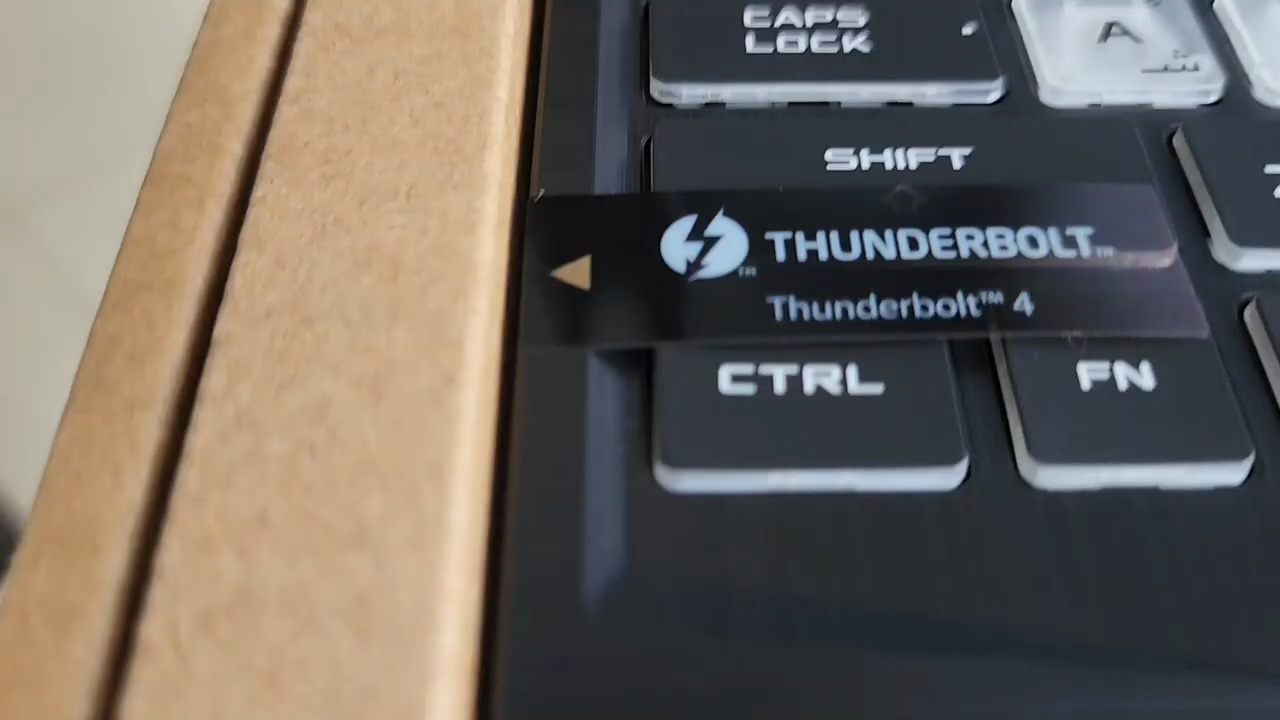 CAPS
LOCK
A
ش
SHIFT
THUNDERBOLT™
Thunderbolt™ 4
CTRL
FN